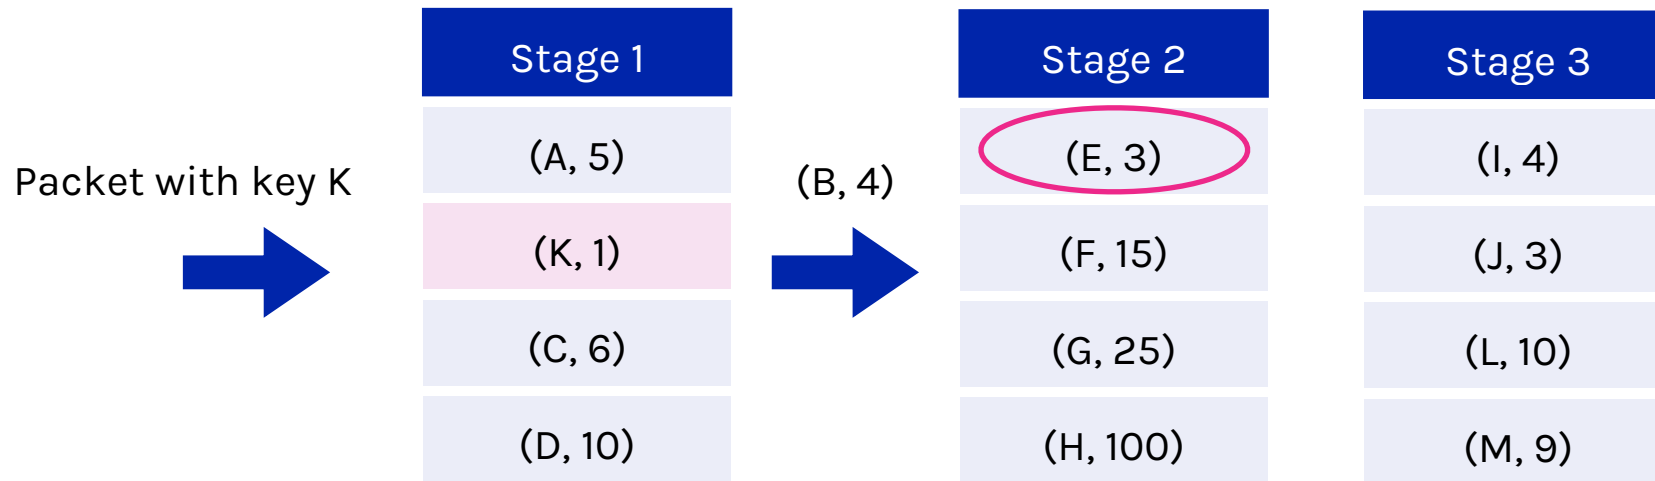 Stage 1
Stage 2
Stage 3
Packet with key K
(A, 5)
(B, 4)
(E, 3)
(I, 4)
(K, 1)
(F, 15)
(J, 3)
(C, 6)
(G, 25)
(L, 10)
(D, 10)
(H, 100)
(M, 9)